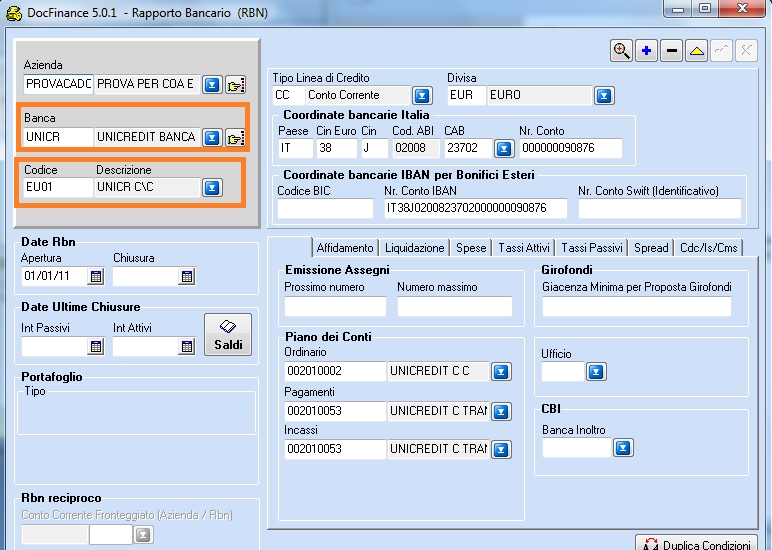 DocFinance 5.0.1 - Rapporto Bancario (RBN)
Azienda
PROVACADO PROVA PER COA E
Banca
UNICR UNICREDIT BANCA
Codice Descrizione
EU01 UNICR C\C
Tipo Linea di Credito Divisa
CC Conto Corrente EUR EURO
Coordinate bancarie Italia
Paese Cin Euro Cin Cod. ABI CAB Nr. Conto
IT 38 J 02008 23702 000000090876
Coordinate bancarie IBAN per Bonifici Esteri
Codice BIC Nr. Conto IBAN Nr. Conto Swift (Identificativo)
IT38J0200823702000000090876
Date Rbn
Apertura Chiusura
01/01/11
Date Ultime Chiusure
Int Passivi Int Attivi
Saldi
Portafoglio
Tipo
Rbn reciproco
Conto Corrente Fronteggiato (Azienda / Rbn)
Affidamento Liquidazione Spese Tassi Attivi Tassi Passivi Spread Cdc/Is/Cms
Emissione Assegni
Prossimo numero Numero massimo
Girofondi
Giacenza Minima per Proposta Girofondi
Piano dei Conti
Ordinario
002010002 UNICREDIT C C
Pagamenti
002010053 UNICREDIT C TRAN
Incassi
002010053 UNICREDIT C TRAN
Ufficio
CBI
Banca Inoltro
Duplica Condizioni